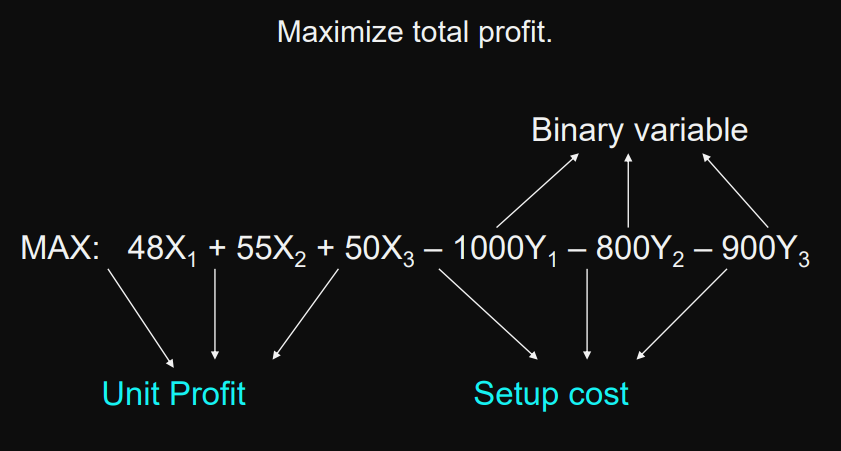 Maximize total profit.
Binary variable
MAX: 48X₁ + 55X₂ + 50X₃ – 1000Y₁ – 800Y₂ – 900Y₃
Unit Profit
Setup cost